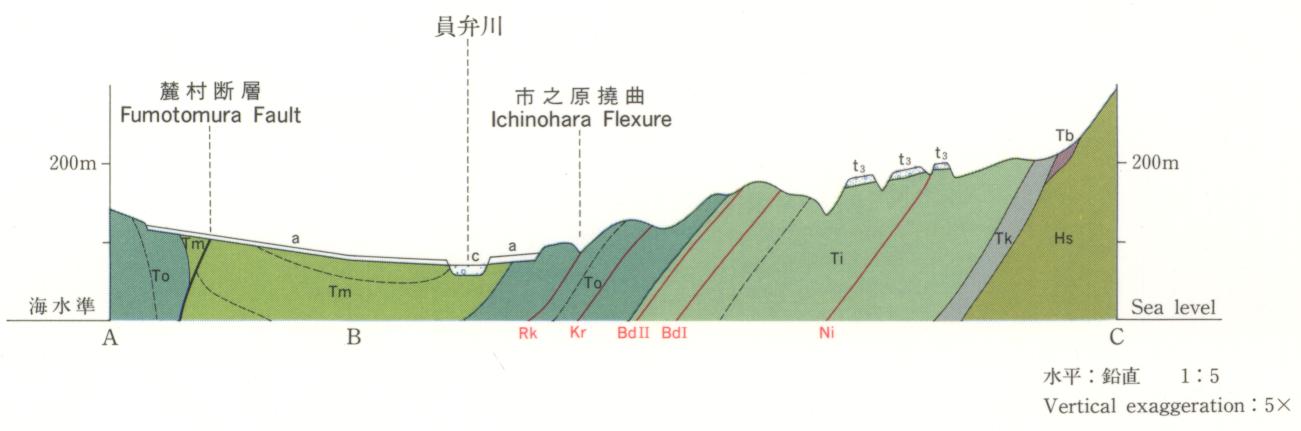 員弁川
麓村断層
Fumotomura Fault
市之原撓曲
Ichinohara Flexure
200m
200m
Tb
t3
t3
t3
a
c
a
Tm
To
Tm
To
Ti
Tk
Hs
海水準
Sea level
A
B
Rk
Kr
BdII
BdI
Ni
C
水平：鉛直 1：5
Vertical exaggeration：5×